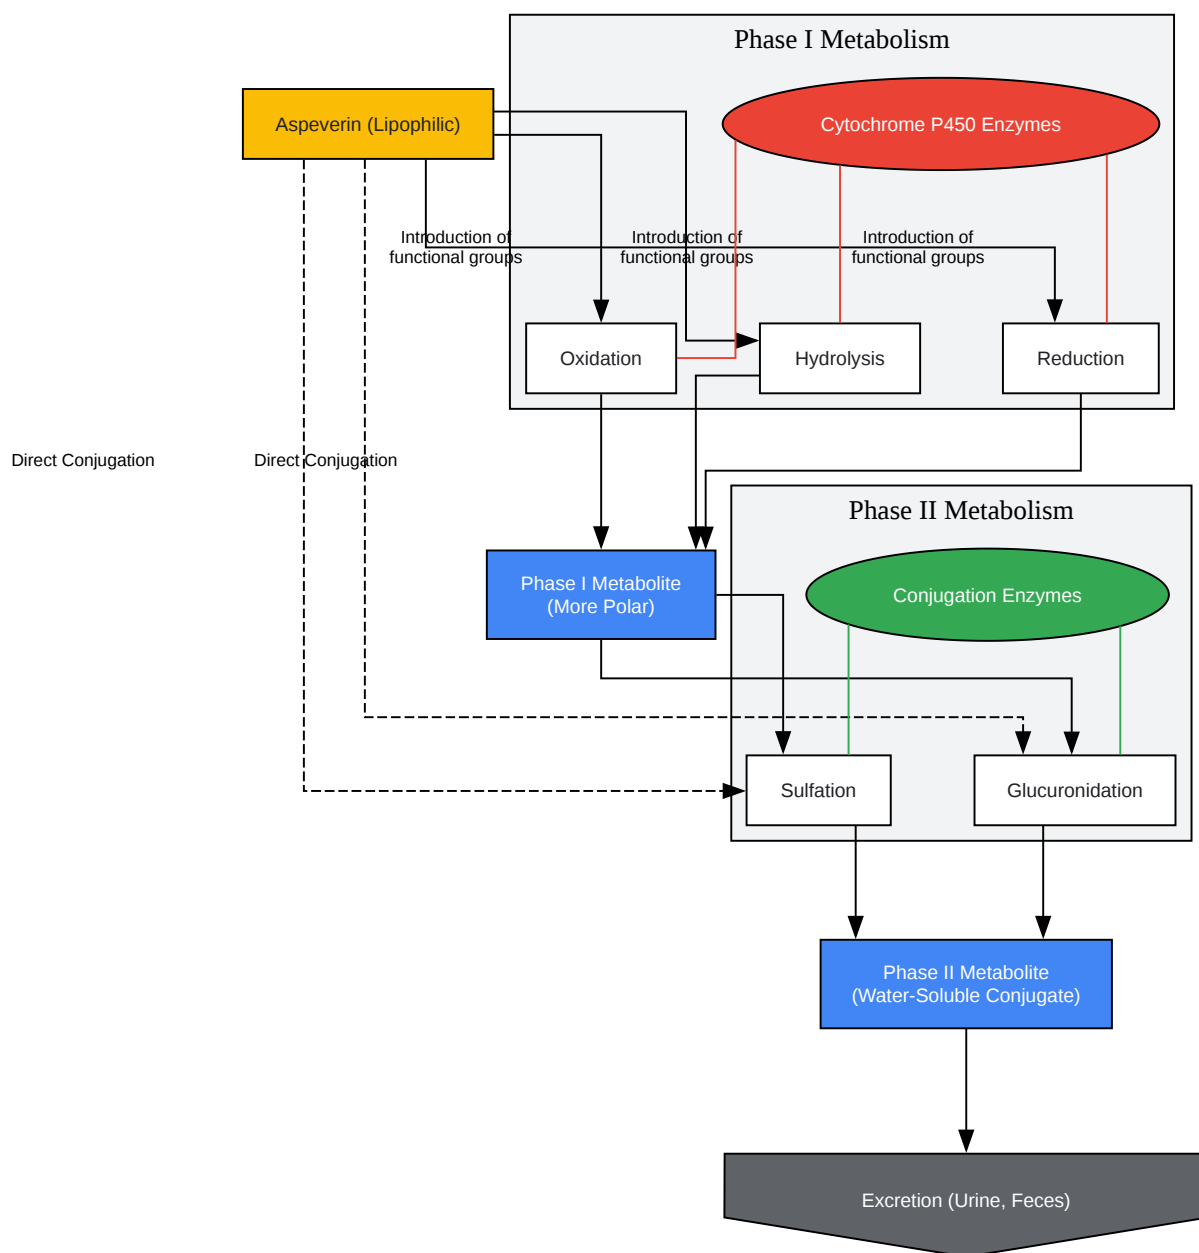 Phase I Metabolism
Aspeverin (Lipophilic)
Cytochrome P450 Enzymes
Introduction of
functional groups
Introduction of
functional groups
Introduction of
functional groups
Oxidation
Hydrolysis
Reduction
Direct Conjugation
Direct Conjugation
Phase II Metabolism
Phase I Metabolite
(More Polar)
Conjugation Enzymes
Sulfation
Glucuronidation
Phase II Metabolite
(Water-Soluble Conjugate)
Excretion (Urine, Feces)